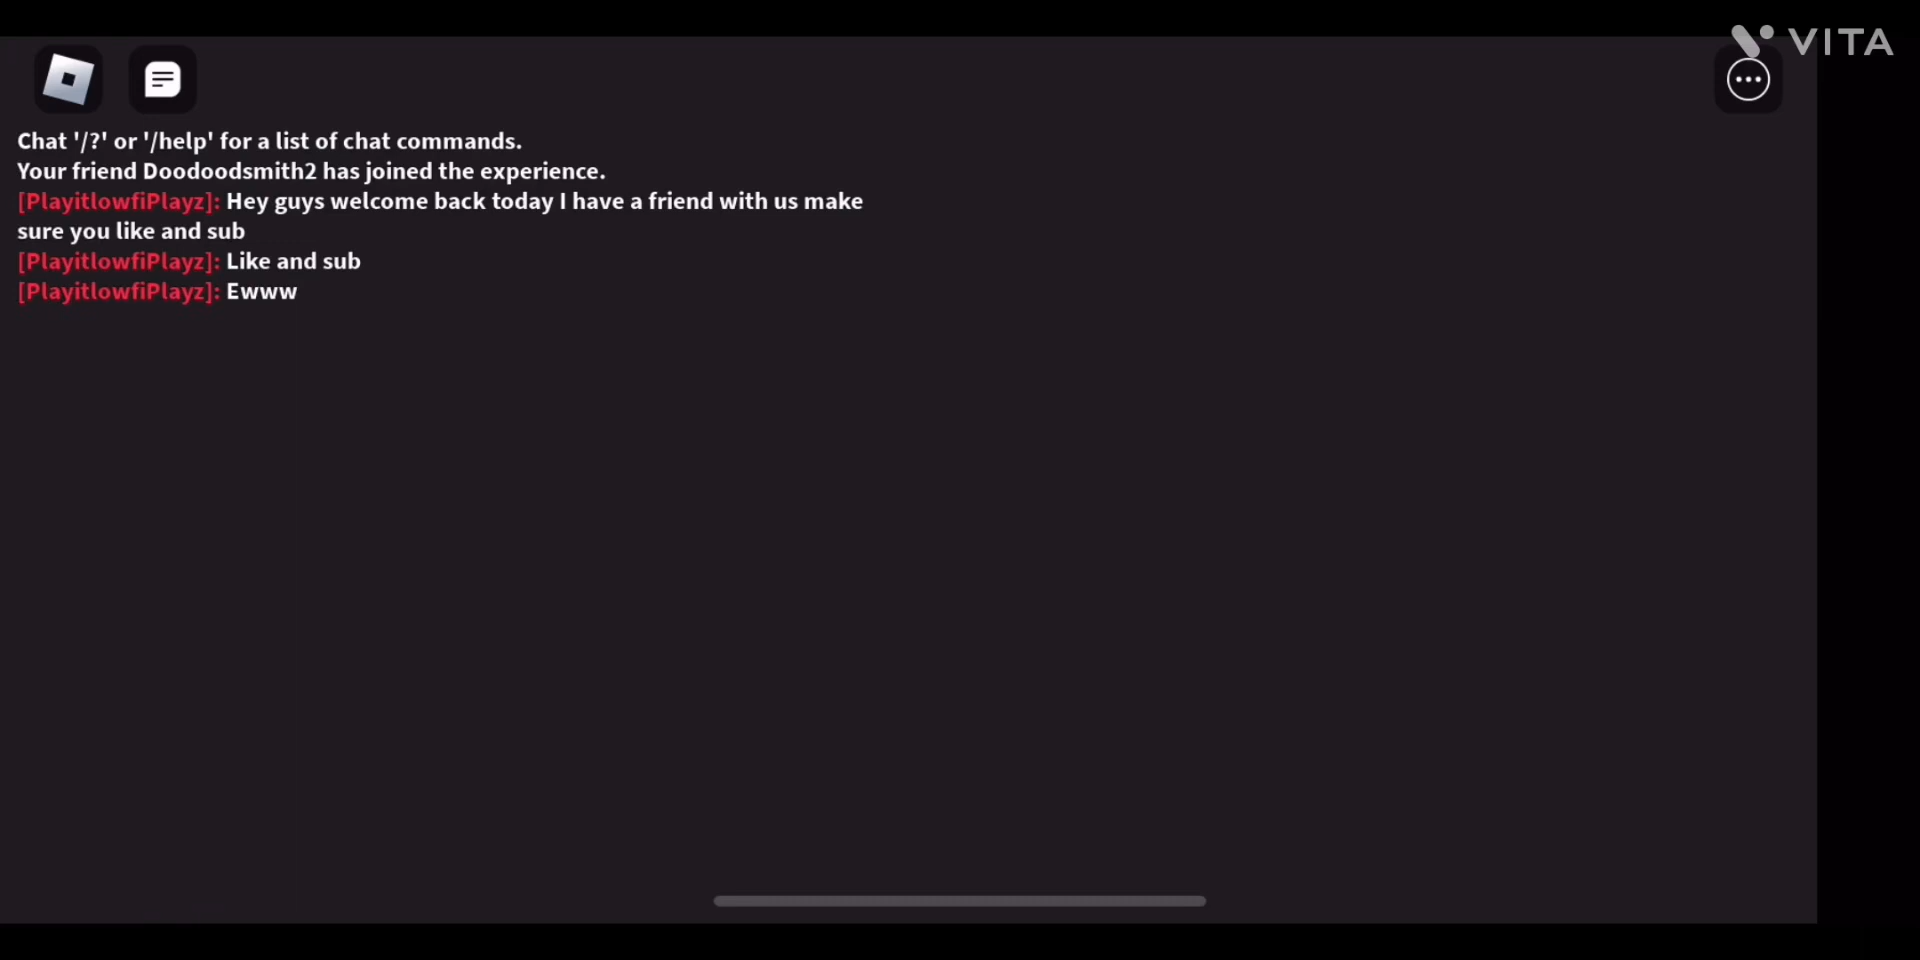 VITA
Chat '/?' or '/help' for a list of chat commands.
Your friend Doodoodsmith2 has joined the experience.
[PlayitlowfiPlayz]: Hey guys welcome back today I have a friend with us make
sure you like and sub
[PlayitlowfiPlayz]: Like and sub
[PlayitlowfiPlayz]: Ewww